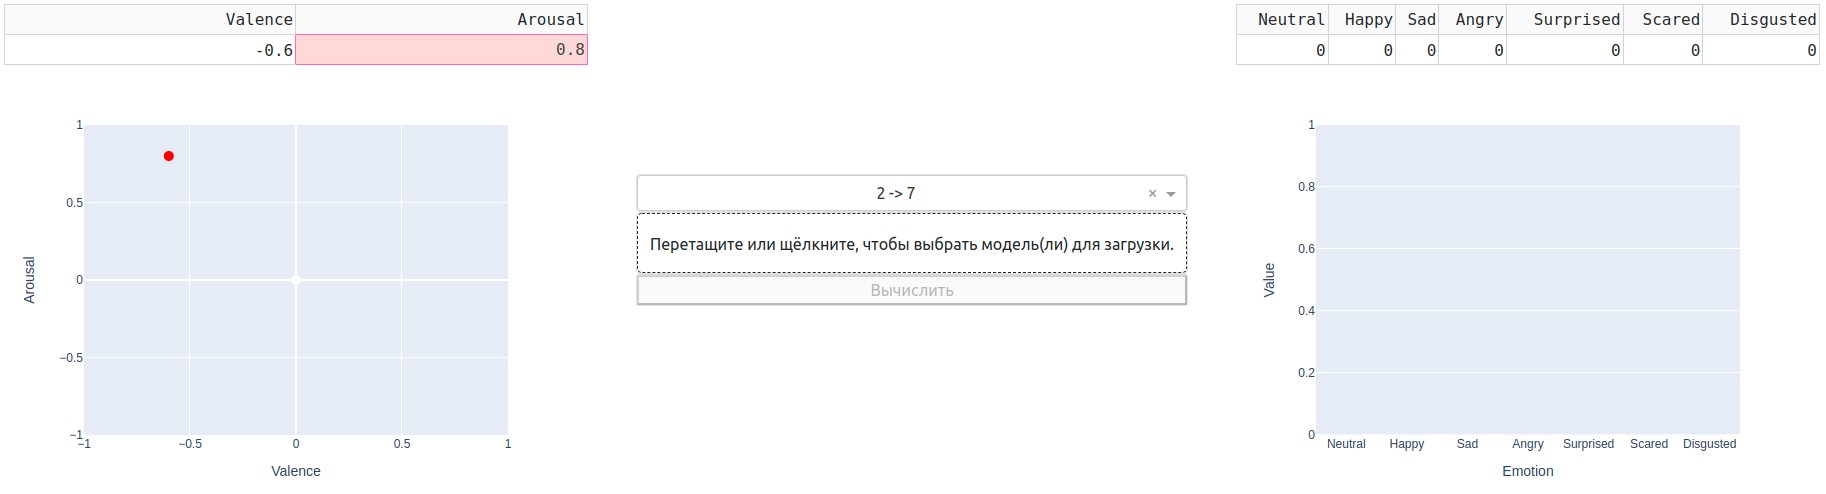 Valence Arousal
-0.6 0.8
1
0.5
0
−0.5
−1
Arousal
−1 −0.5 0 0.5 1
Valence
2 -> 7 × 
Перетащите или щёлкните, чтобы выбрать модель(ли) для загрузки.
Вычислить
Neutral Happy Sad Angry Surprised Scared Disgusted
0 0 0 0 0 0 0
1
0.8
0.6
0.4
0.2
0
Value
Neutral Happy Sad Angry Surprised Scared Disgusted
Emotion